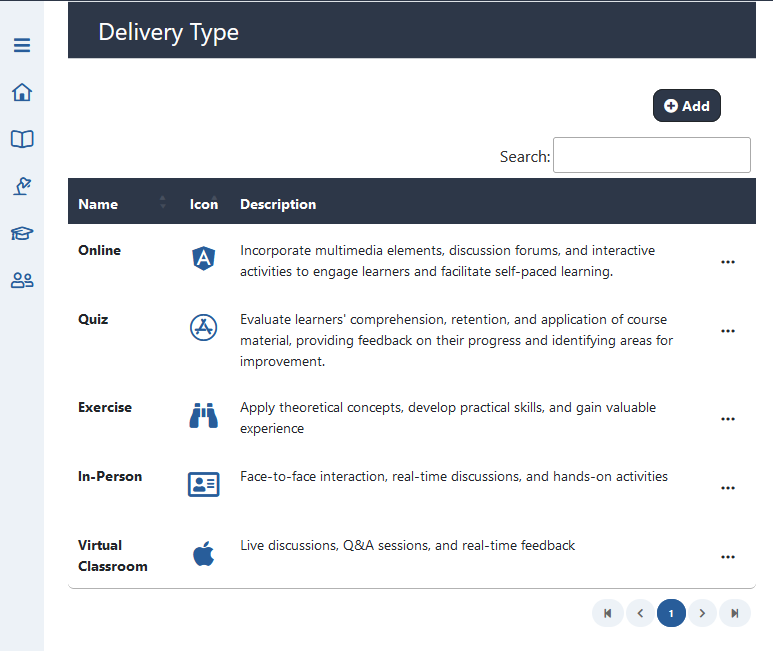 Delivery Type
Add
Search:
Name Icon Description
Online Incorporate multimedia elements, discussion forums, and interactive
activities to engage learners and facilitate self-paced learning.
Quiz Evaluate learners' comprehension, retention, and application of course
material, providing feedback on their progress and identifying areas for
improvement.
Exercise Apply theoretical concepts, develop practical skills, and gain valuable
experience
In-Person Face-to-face interaction, real-time discussions, and hands-on activities
Virtual Live discussions, Q&A sessions, and real-time feedback
Classroom
1